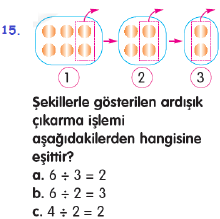 15.
1 2 3
Şekillerle gösterilen ardışık
çıkarma işlemi
aşağıdakilerden hangisine
eşittir?
a. 6 ÷ 3 = 2
b. 6 ÷ 2 = 3
c. 4 ÷ 2 = 2